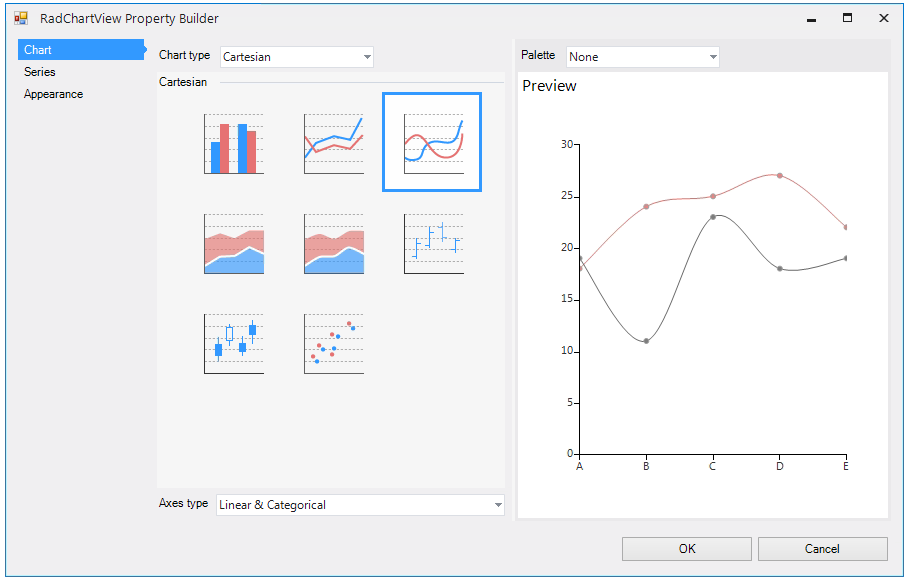 RadChartView Property Builder
Chart
Series
Appearance
Chart type Cartesian
Cartesian
Axes type Linear & Categorical
Palette None
Preview
30
25
20
15
10
5
0
A B C D E
OK Cancel